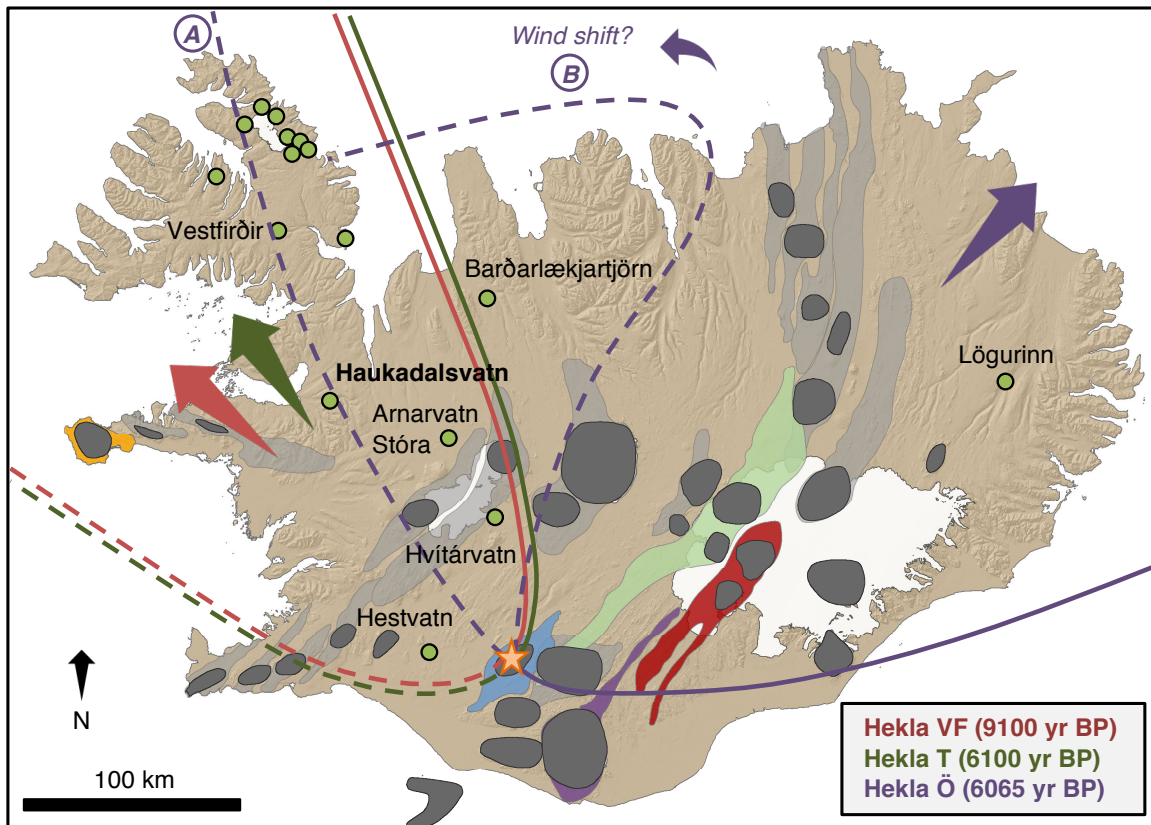 A
Wind shift?
B
Vestfirðir
Barðarlækjartjörn
Lögurinn
Haukadalsvatn
Arnarvatn
Stóra
Hvítárvatn
Hestvatn
N
100 km
Hekla VF (9100 yr BP)
Hekla T (6100 yr BP)
Hekla Ö (6065 yr BP)